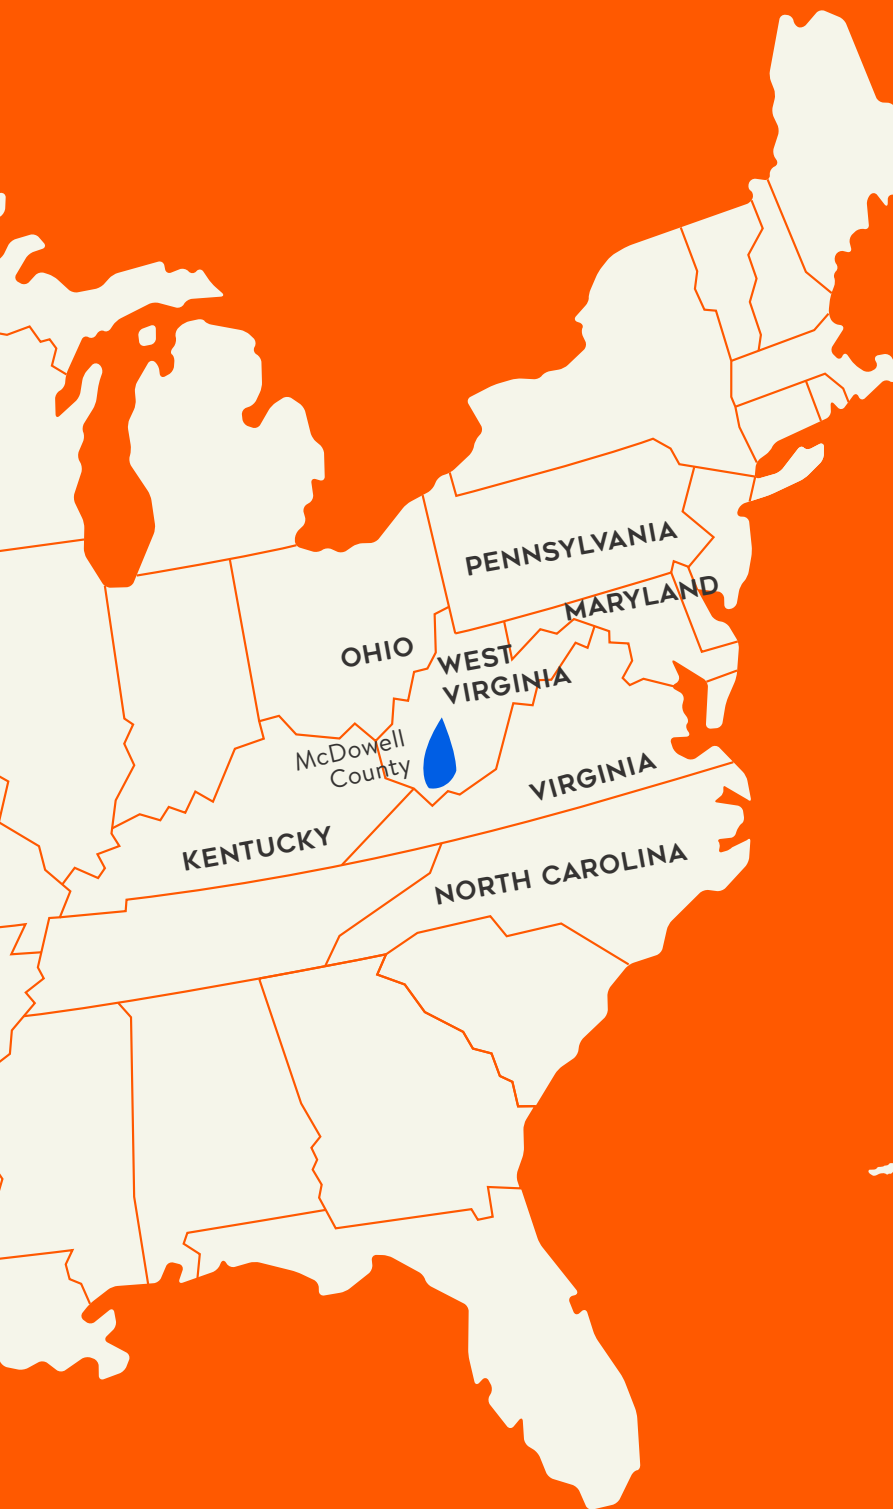 PENNSYLVANIA
MARYLAND
OHIO
WEST
VIRGINIA
McDowell
County
VIRGINIA
KENTUCKY
NORTH CAROLINA